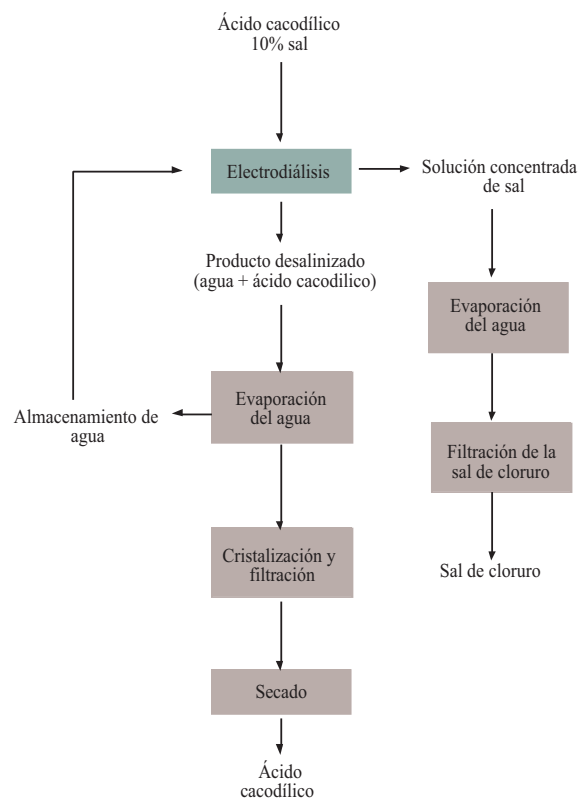 Ácido cacodílico
10% sal
Electrodiálisis
Solución concentrada
de sal
Producto desalinizado
(agua + ácido cacodilico)
Evaporación
del agua
Evaporación
del agua
Almacenamiento de
agua
Filtración de la
sal de cloruro
Cristalización y
filtración
Sal de cloruro
Secado
Ácido
cacodílico